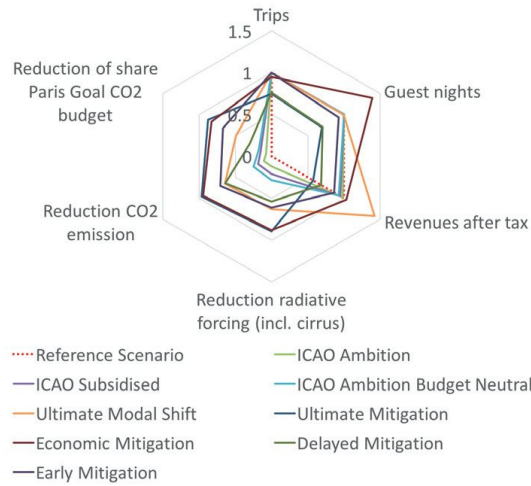 Trips
1.5
1
0.5
0
Reduction of share
Paris Goal CO2
budget
Guest nights
Reduction CO2
emission
Revenues after tax
Reduction radiative
forcing (incl. cirrus)
Reference Scenario
ICAO Ambition
ICAO Subsidised
ICAO Ambition Budget Neutral
Ultimate Modal Shift
Ultimate Mitigation
Economic Mitigation
Delayed Mitigation
Early Mitigation